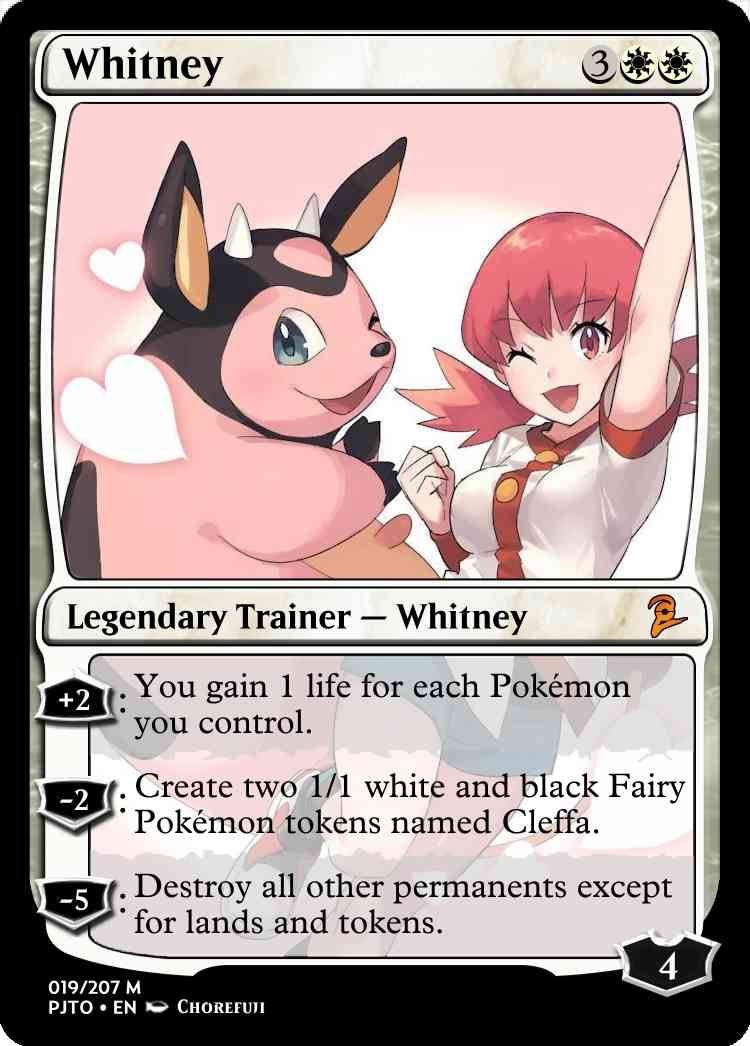 Whitney 3
Legendary Trainer — Whitney
+2 : You gain 1 life for each Pokémon
you control.
-2 : Create two 1/1 white and black Fairy
Pokémon tokens named Cleffa.
-5 : Destroy all other permanents except
for lands and tokens.
4
019/207 M
PJTO • EN Chorefuji